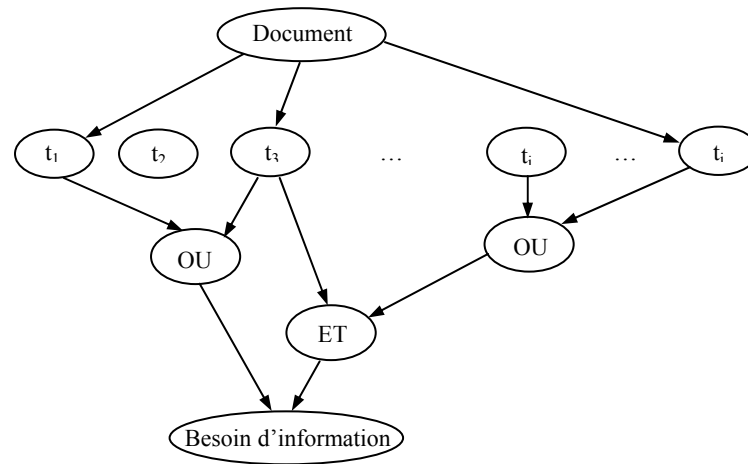 Document
t₁ t₂ t₃ … tᵢ … tⱼ
OU OU
ET
Besoin d’information